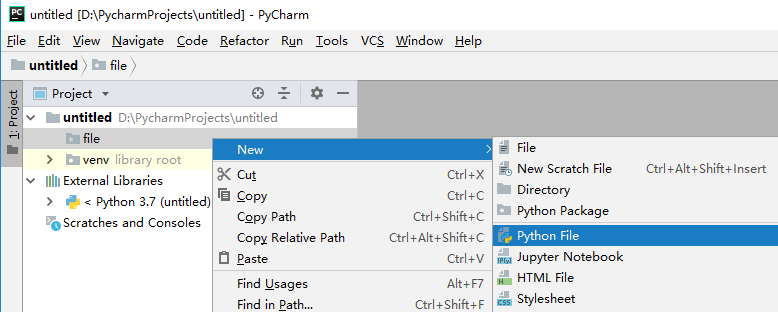 untitled [D:\PycharmProjects\untitled] - PyCharm
File Edit View Navigate Code Refactor Run Tools VCS Window Help
untitled file
1: Project
Project
untitled D:\PycharmProjects\untitled
file
venv library root
External Libraries
< Python 3.7 (untitled)
Scratches and Consoles
New
Cut Ctrl+X
Copy Ctrl+C
Copy Path Ctrl+Shift+C
Copy Relative Path Ctrl+Alt+Shift+C
Paste Ctrl+V
Find Usages Alt+F7
Find in Path... Ctrl+Shift+F
File
New Scratch File Ctrl+Alt+Shift+Insert
Directory
Python Package
Python File
Jupyter Notebook
HTML File
Stylesheet